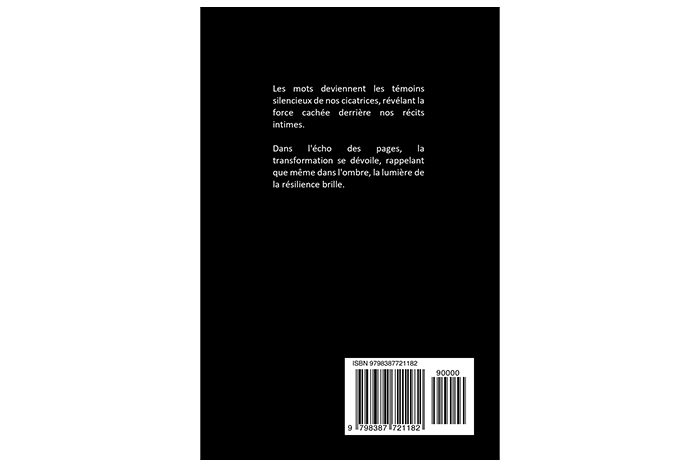 Les mots deviennent les témoins
silencieux de nos cicatrices, révélant la
force cachée derrière nos récits
intimes.
Dans l'écho des pages, la
transformation se dévoile, rappelant
que même dans l'ombre, la lumière de
la résilience brille.
ISBN 9798387721182
90000
9 798387 721182